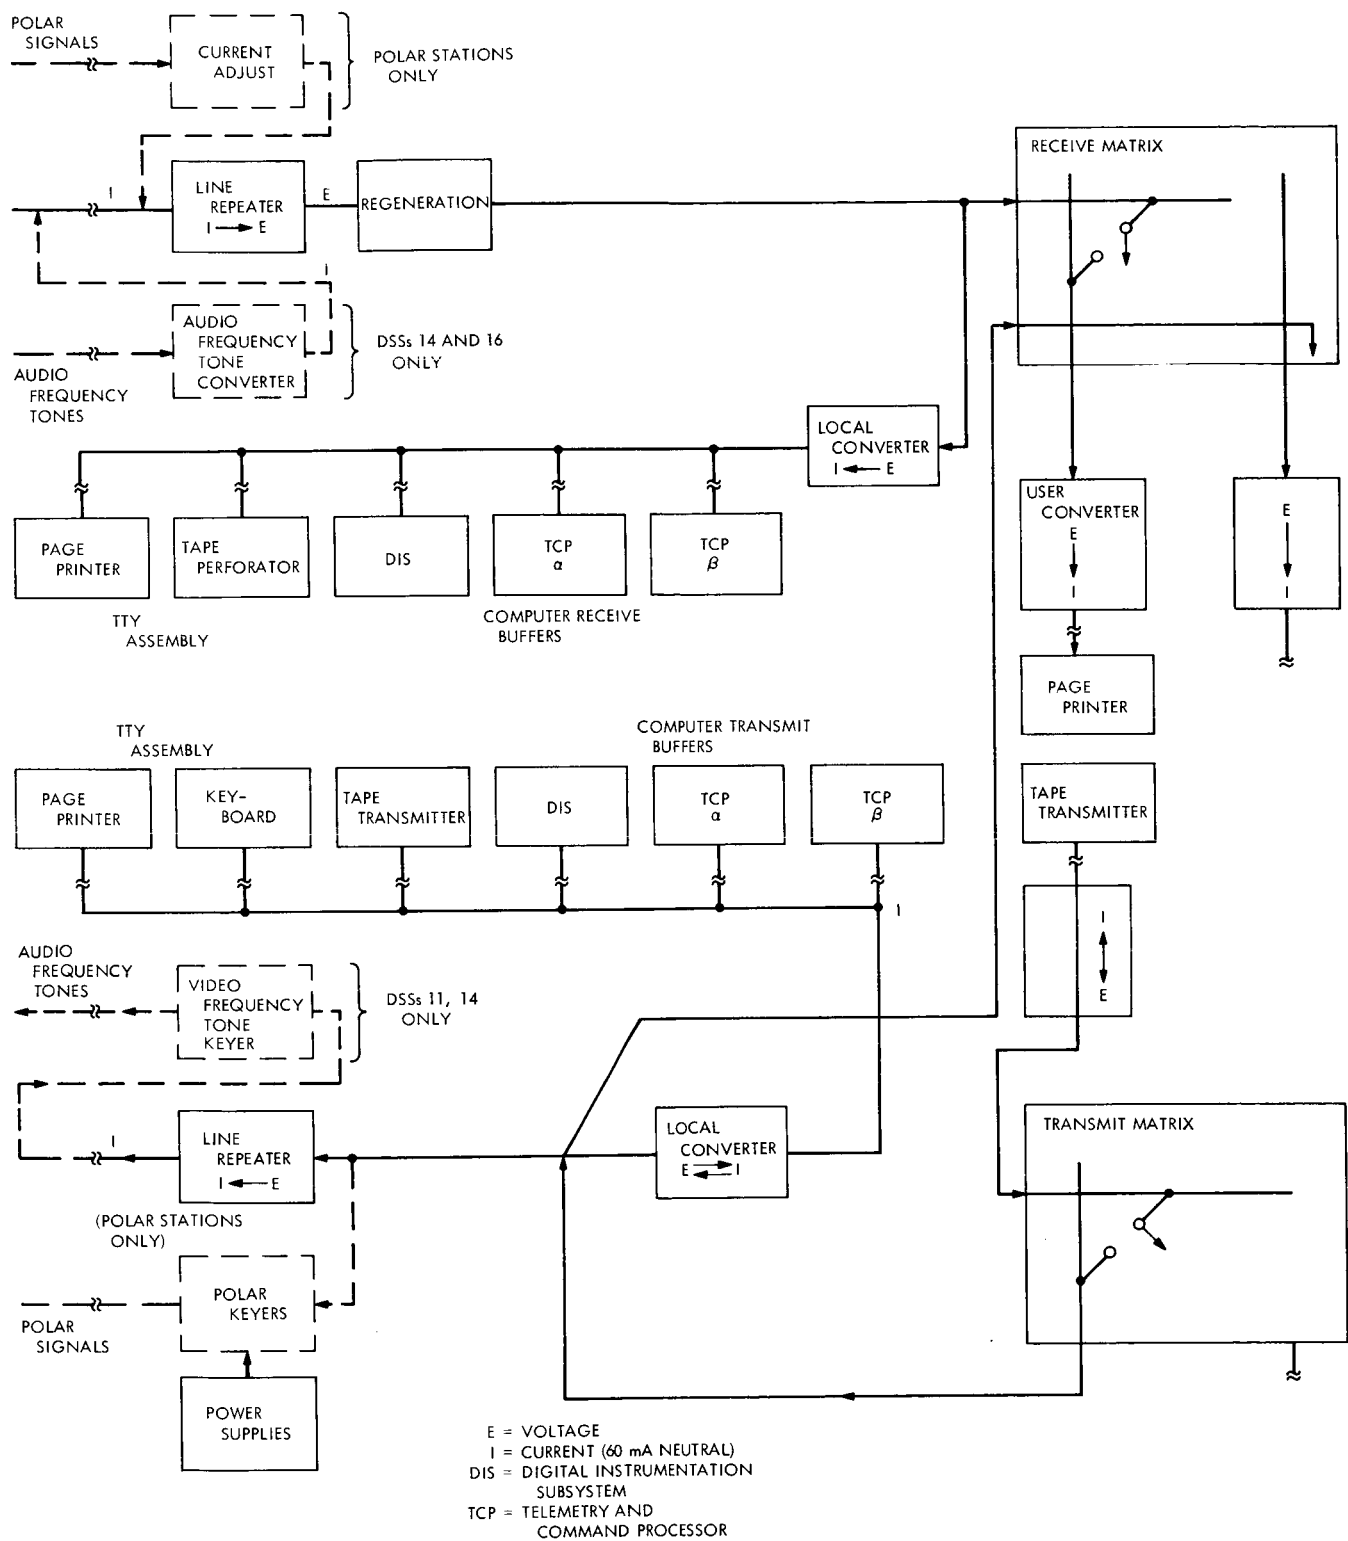 POLAR
SIGNALS
CURRENT
ADJUST
POLAR STATIONS
ONLY
RECEIVE MATRIX
I
LINE
REPEATER
I E
E
REGENERATION
I
AUDIO
FREQUENCY
TONE
CONVERTER
DSSs 14 AND 16
ONLY
AUDIO
FREQUENCY
TONES
LOCAL
CONVERTER
I E
PAGE
PRINTER
TAPE
PERFORATOR
DIS
TCP
α
TCP
β
USER
CONVERTER
E
I
E
I
TTY
ASSEMBLY
COMPUTER RECEIVE
BUFFERS
PAGE
PRINTER
TTY
ASSEMBLY
COMPUTER TRANSMIT
BUFFERS
PAGE
PRINTER
KEY-
BOARD
TAPE
TRANSMITTER
DIS
TCP
α
TCP
β
TAPE
TRANSMITTER
I
I
E
AUDIO
FREQUENCY
TONES
VIDEO
FREQUENCY
TONE
KEYER
DSSs 11, 14
ONLY
I
LINE
REPEATER
I E
LOCAL
CONVERTER
E I
TRANSMIT MATRIX
(POLAR STATIONS
ONLY)
POLAR
KEYERS
POLAR
SIGNALS
POWER
SUPPLIES
E = VOLTAGE
I = CURRENT (60 mA NEUTRAL)
DIS = DIGITAL INSTRUMENTATION
SUBSYSTEM
TCP = TELEMETRY AND
COMMAND PROCESSOR